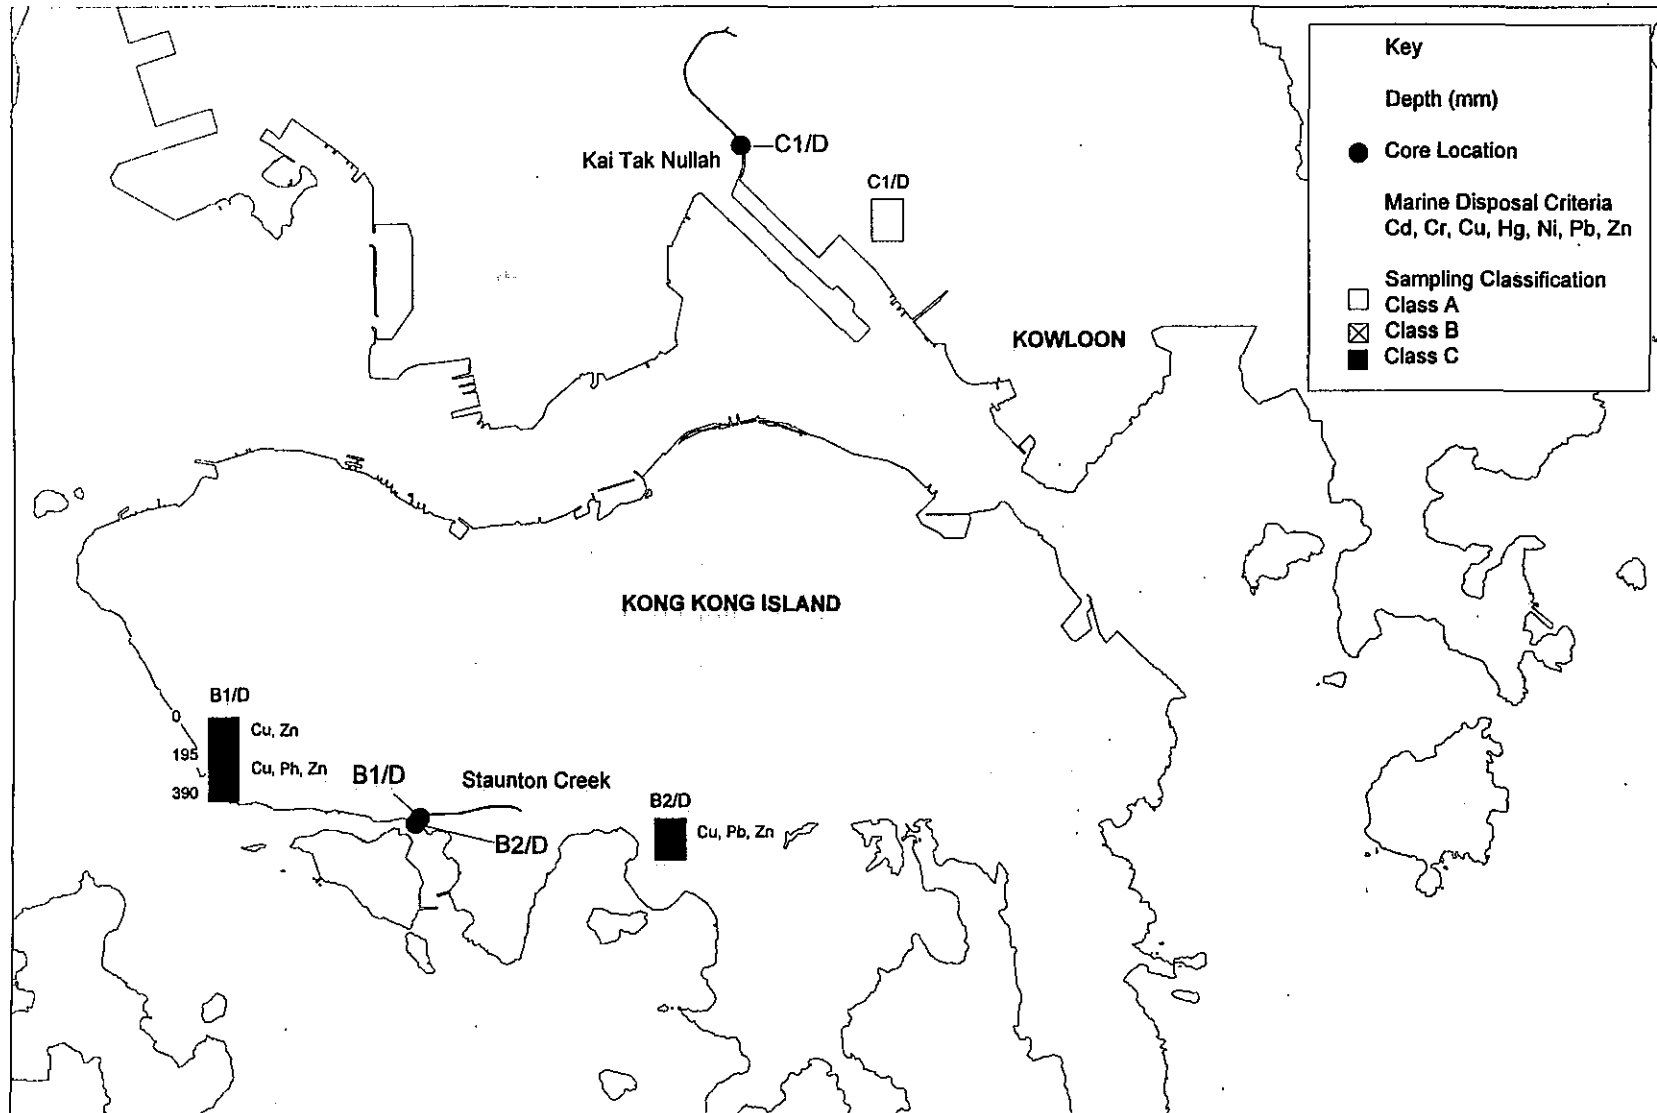 Key
Depth (mm)
Core Location
Marine Disposal Criteria
Cd, Cr, Cu, Hg, Ni, Pb, Zn
Sampling Classification
Class A
Class B
Class C
C1/D
Kai Tak Nullah
C1/D
KOWLOON
KONG KONG ISLAND
B1/D
0
Cu, Zn
195
Cu, Ph, Zn
390
B1/D
Staunton Creek
B2/D
B2/D
Cu, Pb, Zn